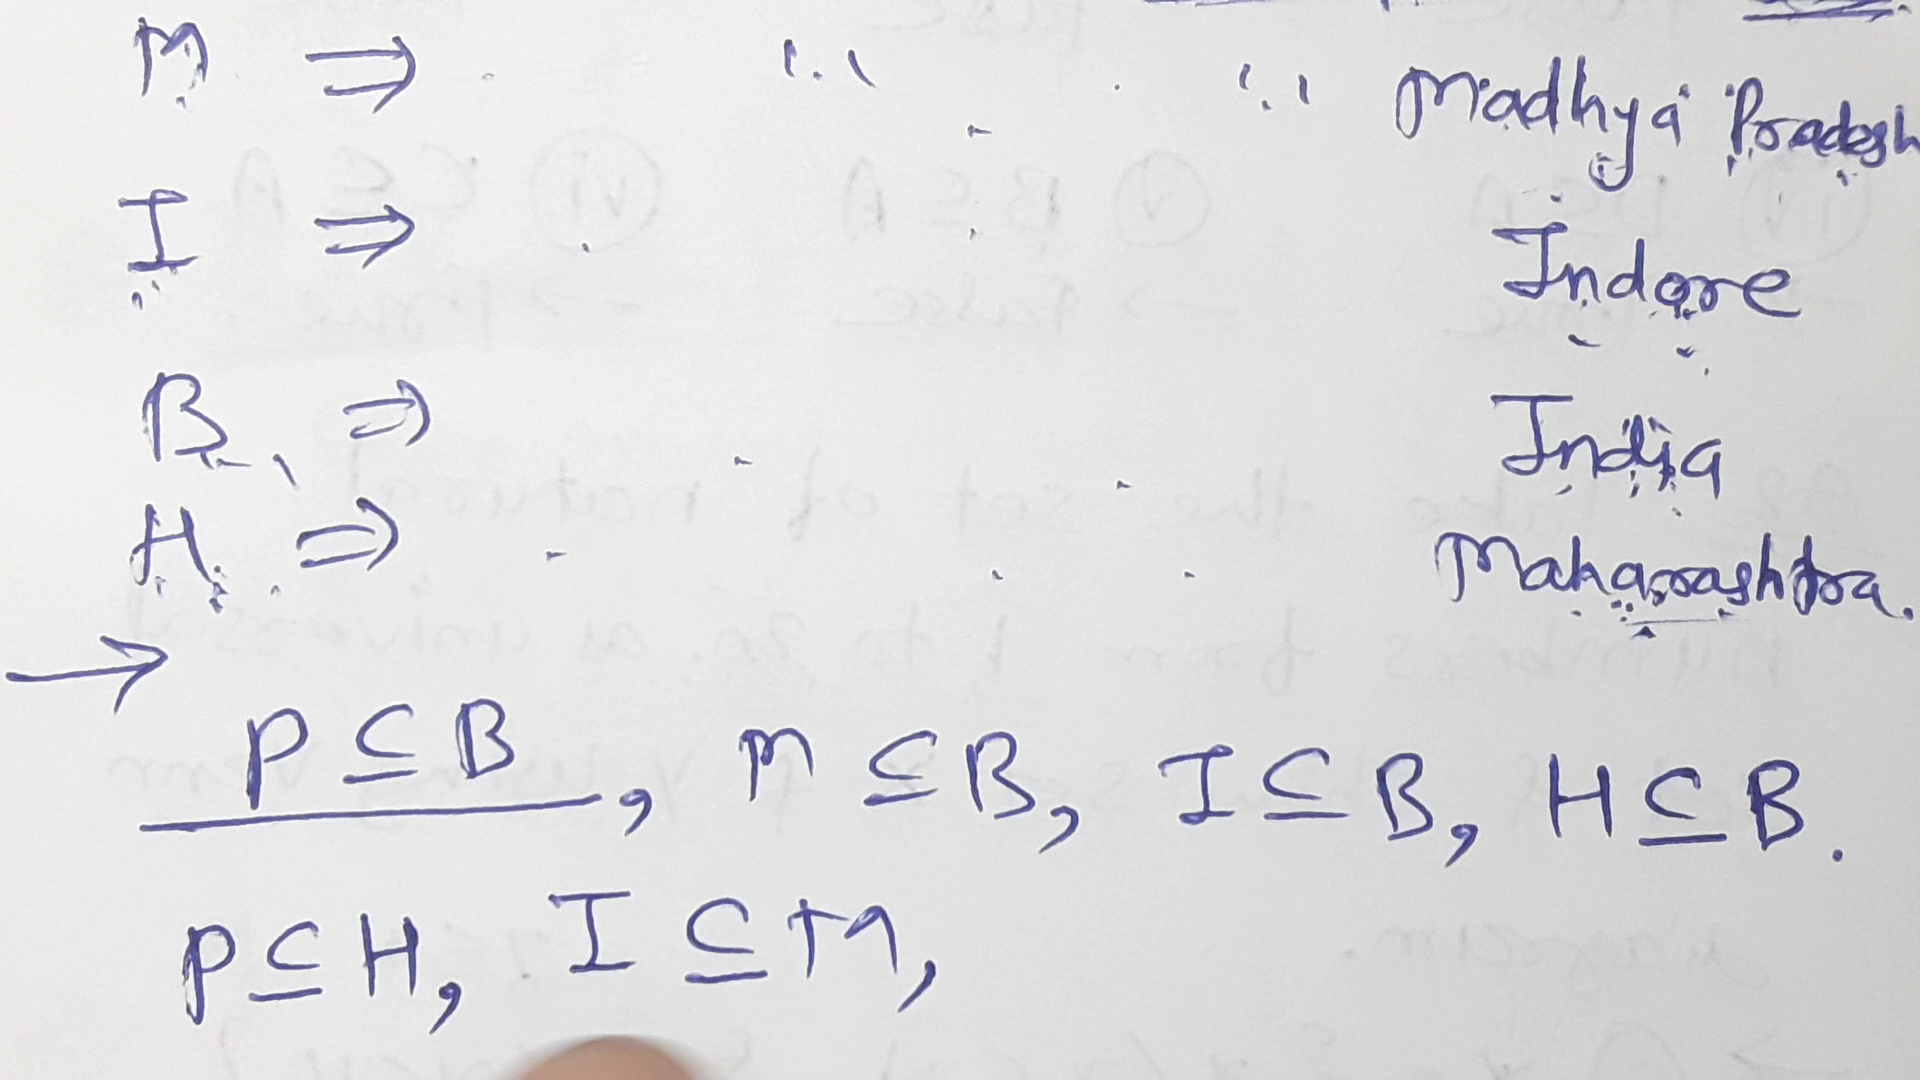 M ⇒ " " Madhya Pradesh
I ⇒ Indore
B ⇒ India
H ⇒ Maharashtra.
→
P ⊆ B, M ⊆ B, I ⊆ B, H ⊆ B.
P ⊆ H, I ⊆ M,